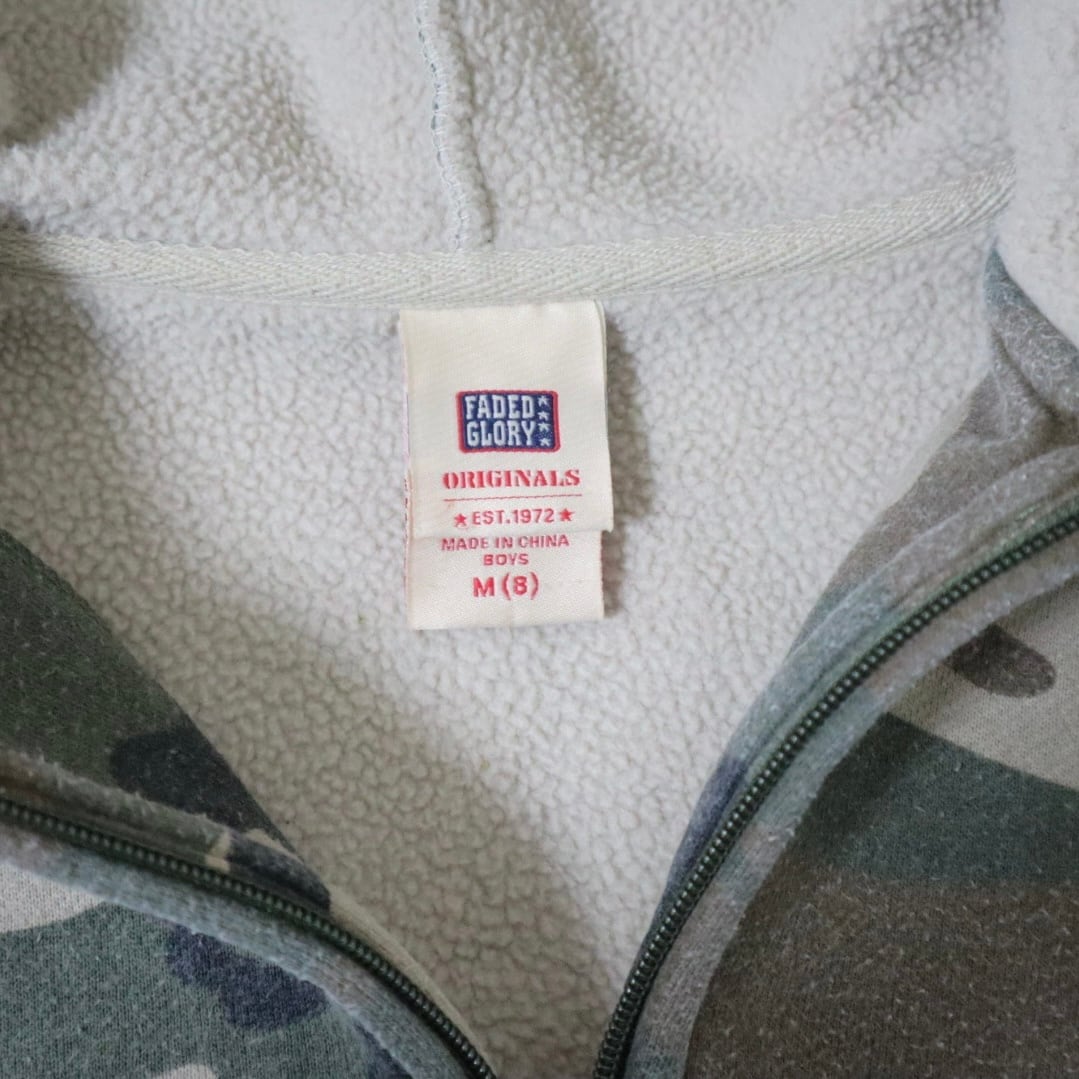 FADED
GLORY
ORIGINALS
★EST.1972★
MADE IN CHINA
BOYS
M (8)